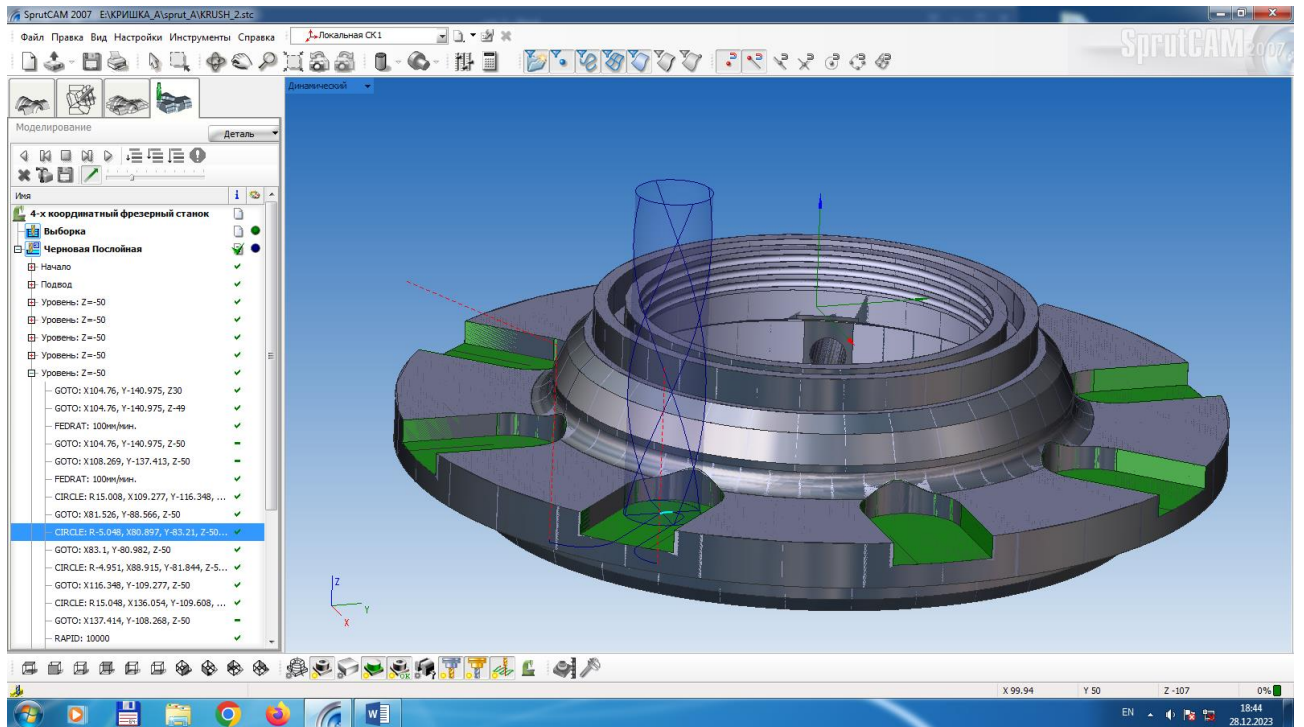 SprutCAM 2007 E:\КРИШКА_А\sprut_A\KRUSH_2.stc
Файл Правка Вид Настройки Инструменты Справка
Локальная СК1
SprutCAM 2007
Динамический
Моделирование
Деталь
Имя
4-х координатный фрезерный станок
Выборка
Черновая Послойная
Начало
Подвод
Уровень: Z=-50
Уровень: Z=-50
Уровень: Z=-50
Уровень: Z=-50
Уровень: Z=-50
GOTO: X104.76, Y-140.975, Z30
GOTO: X104.76, Y-140.975, Z-49
FEDRAT: 100мм/мин.
GOTO: X104.76, Y-140.975, Z-50
GOTO: X108.269, Y-137.413, Z-50
FEDRAT: 100мм/мин.
CIRCLE: R15.008, X109.277, Y-116.348, ...
GOTO: X81.526, Y-88.566, Z-50
CIRCLE: R-5.048, X80.897, Y-83.21, Z-50...
GOTO: X83.1, Y-80.982, Z-50
CIRCLE: R-4.951, X88.915, Y-81.844, Z-5...
GOTO: X116.348, Y-109.277, Z-50
CIRCLE: R15.048, X136.054, Y-109.608, ...
GOTO: X137.414, Y-108.268, Z-50
RAPID: 10000
Z
Y
X
X 99.94 Y 50 Z -107 0%
EN 18:44
28.12.2023